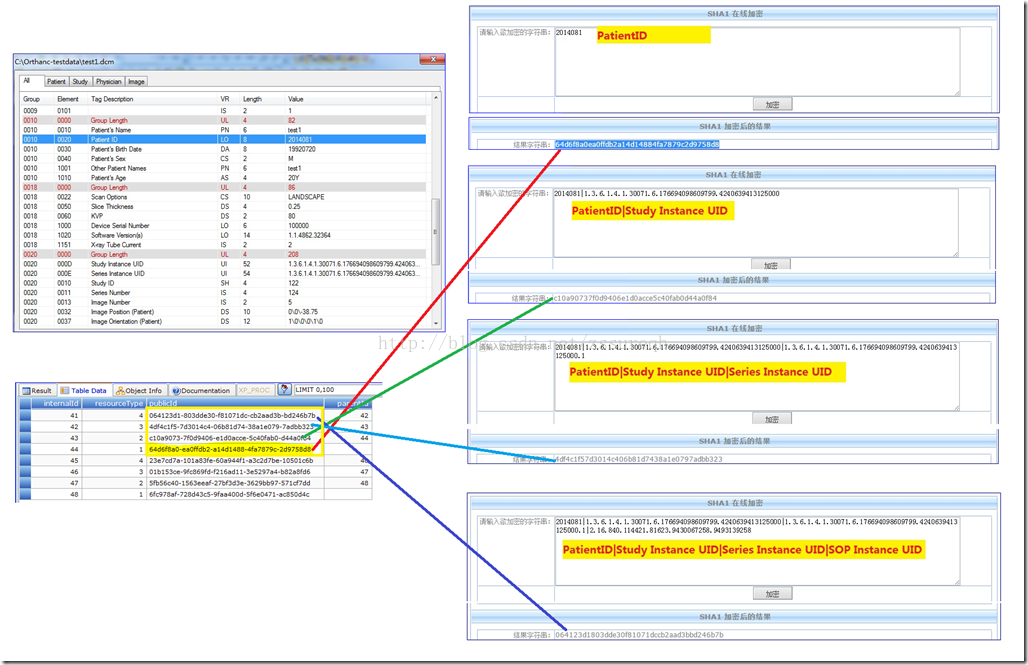 C:\Orthanc-testdata\test1.dcm
All Patient Study Physician Image
Group Element Tag Description VR Length Value
0009 0101 IS 2 1
0010 0000 Group Length UL 4 82
0010 0010 Patient's Name PN 6 test1
0010 0020 Patient ID LO 8 2014081
0010 0030 Patient's Birth Date DA 8 19920720
0010 0040 Patient's Sex CS 2 M
0010 1001 Other Patient Names PN 6 test1
0010 1010 Patient's Age AS 4 20Y
0018 0000 Group Length UL 4 86
0018 0022 Scan Options CS 10 LANDSCAPE
0018 0050 Slice Thickness DS 4 0.25
0018 0060 KVP DS 2 80
0018 1000 Device Serial Number LO 6 100000
0018 1020 Software Version(s) LO 14 1.1.4862.32364
0018 1151 X-ray Tube Current IS 2 2
0020 0000 Group Length UL 4 208
0020 000D Study Instance UID UI 52 1.3.6.1.4.1.30071.6.176694098609799.424063...
0020 000E Series Instance UID UI 54 1.3.6.1.4.1.30071.6.176694098609799.424063...
0020 0010 Study ID SH 4 122
0020 0011 Series Number IS 4 124
0020 0013 Image Number IS 2 5
0020 0032 Image Position (Patient) DS 10 0\0\-38.75
0020 0037 Image Orientation (Patient) DS 12 1\0\0\0\1\0
Result Table Data Object Info Documentation XP_PROC LIMIT 0,100
internalId resourceType publicId
41 4 064123d1-803dde30-f81071dc-cb2aad3b-bd246b7b 42
42 3 4df4c1f5-7d3014c4-06b81d74-38a1e079-7adbb323 43
43 2 c10a9073-7f0d9406-e1d0acce-5c40fab0-d44a0f84 44
44 1 64d6f8a0-ea0ffdb2-a14d1488-4fa7879c-2d9758d8
45 4 23e7cd7a-101a83fe-60a944f1-a3c2d7be-10501c6b
46 3 01b153ce-9fc869fd-f216ad11-3e5297a4-b82a8fd6 47
47 2 5fb56c40-1563eeaf-27bf3d3e-3629bb97-571cf7dd 48
48 1 6fc978af-728d43c5-9faa400d-5f6e0471-ac850d4c
SHA1 在线加密
请输入欲加密的字符串: 2014081
PatientID
加密
SHA1 加密后的结果
结果字符串: 64d6f8a0ea0ffdb2a14d14884fa7879c2d9758d8
SHA1 在线加密
请输入欲加密的字符串: 2014081|1.3.6.1.4.1.30071.6.176694098609799.4240639413125000
PatientID|Study Instance UID
加密
SHA1 加密后的结果
结果字符串: c10a90737f0d9406e1d0acce5c40fab0d44a0f84
SHA1 在线加密
请输入欲加密的字符串: 2014081|1.3.6.1.4.1.30071.6.176694098609799.4240639413125000|1.3.6.1.4.1.30071.6.176694098609799.4240639413
125000.1
PatientID|Study Instance UID|Series Instance UID
加密
SHA1 加密后的结果
结果字符串: 4df4c1f57d3014c406b81d7438a1e0797adbb323
SHA1 在线加密
请输入欲加密的字符串: 2014081|1.3.6.1.4.1.30071.6.176694098609799.4240639413125000|1.3.6.1.4.1.30071.6.176694098609799.4240639413
125000.1|2.16.840.114421.81623.9430067258.9493139258
PatientID|Study Instance UID|Series Instance UID|SOP Instance UID
加密
SHA1 加密后的结果
结果字符串: 064123d1803dde30f81071dccb2aad3bbd246b7b